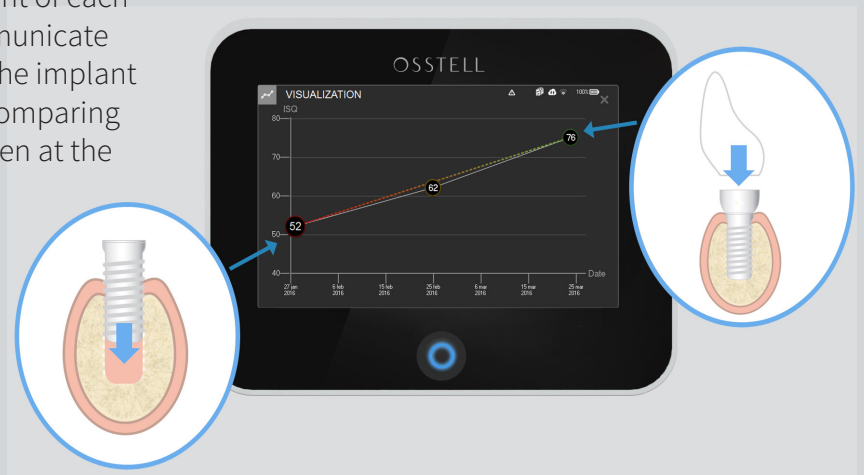 nt of each
municate
he implant
omparing
en at the
OSSTELL
VISUALIZATION
100%
ISQ
80
70
60
50
40
76
62
52
Date
27 jan 2016
6 feb 2016
15 feb 2016
25 feb 2016
6 mar 2016
15 mar 2016
25 mar 2016